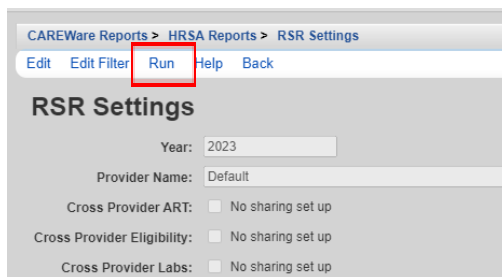 CAREWare Reports > HRSA Reports > RSR Settings
Edit Edit Filter Run Help Back
RSR Settings
Year: 2023
Provider Name: Default
Cross Provider ART: No sharing set up
Cross Provider Eligibility: No sharing set up
Cross Provider Labs: No sharing set up